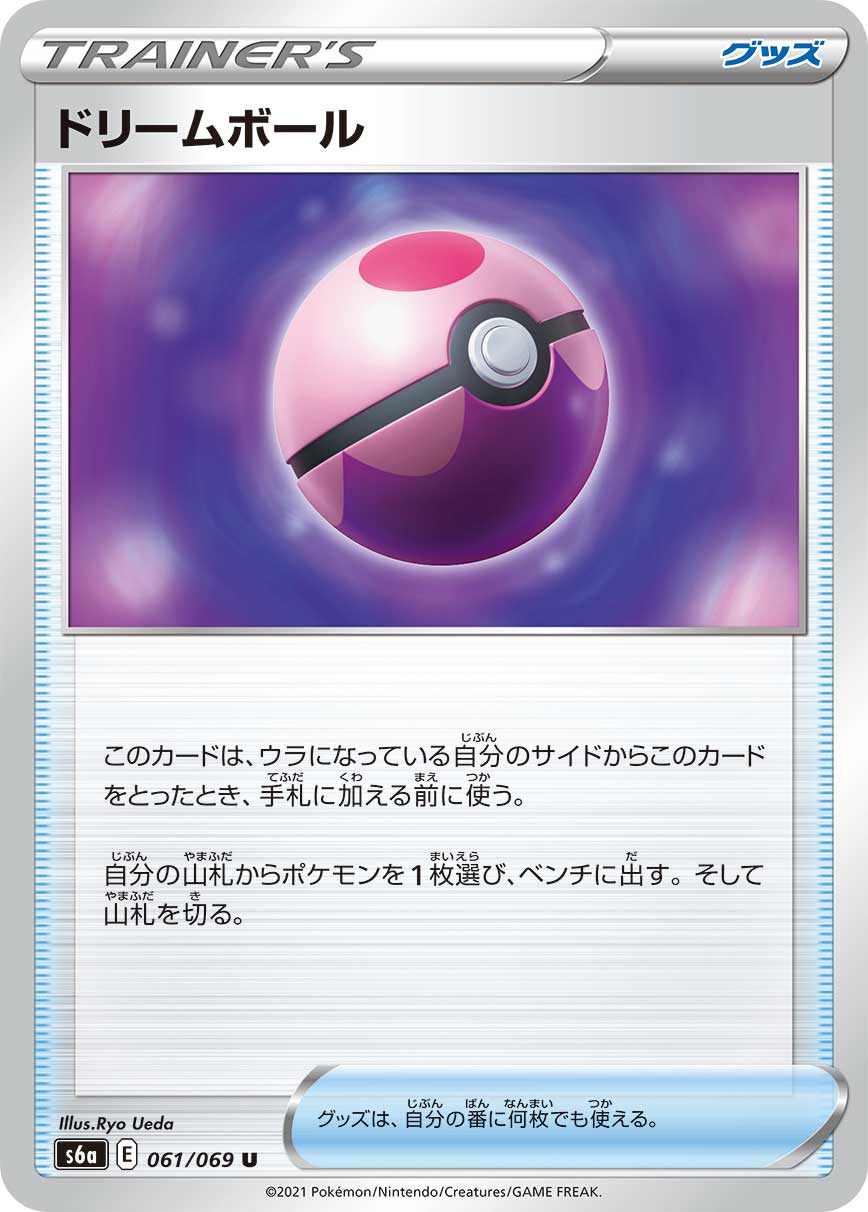 TRAINER'S グッズ
ドリームボール
このカードは、ウラになっている自分のサイドからこのカード
をとったとき、手札に加える前に使う。
自分の山札からポケモンを1枚選び、ベンチに出す。そして
山札を切る。
Illus.Ryo Ueda
グッズは、自分の番に何枚でも使える。
s6a E 061/069 U
©2021 Pokémon/Nintendo/Creatures/GAME FREAK.